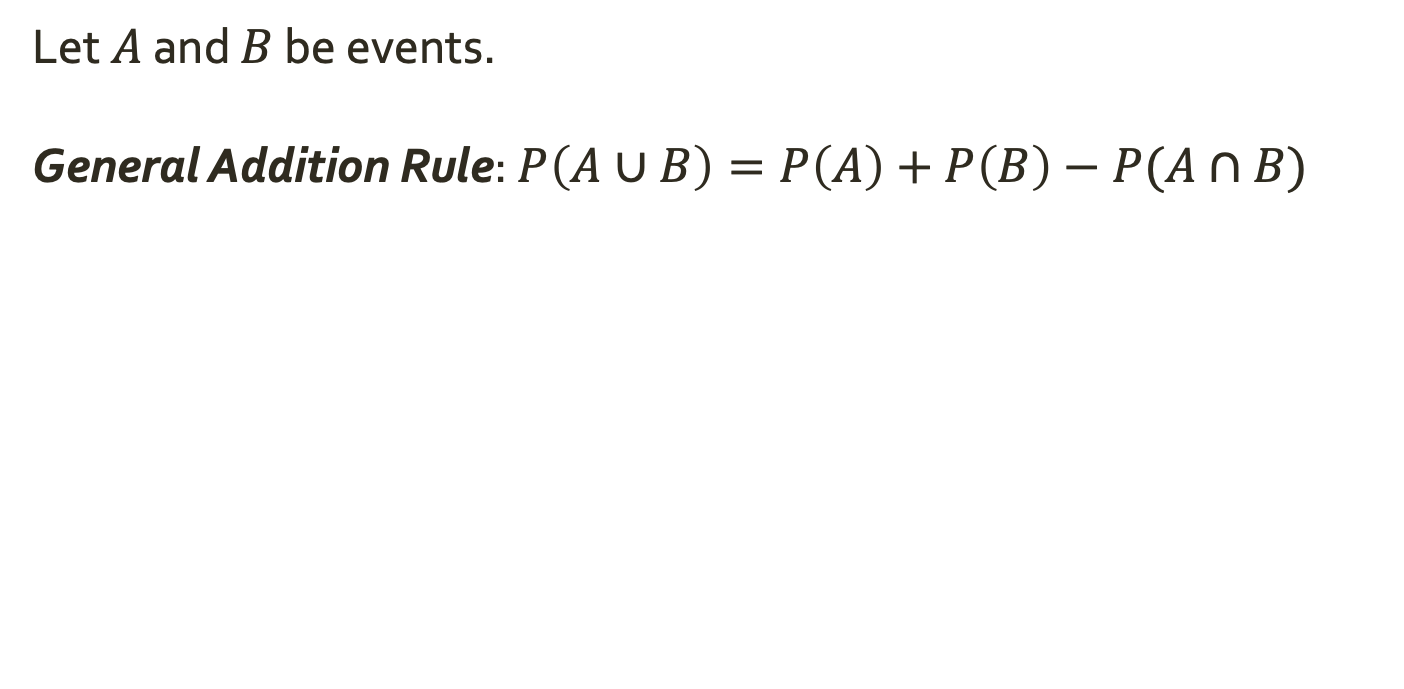 Let A and B be events.
General Addition Rule: P(A ∪ B) = P(A) + P(B) − P(A ∩ B)